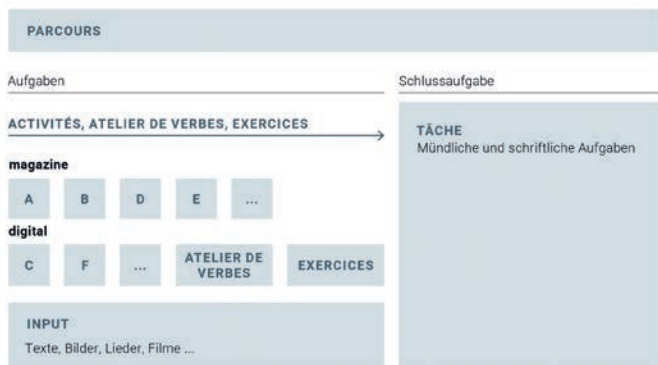 PARCOURS
Aufgaben
Schlussaufgabe
ACTIVITÉS, ATELIER DE VERBES, EXERCICES
TÂCHE
Mündliche und schriftliche Aufgaben
magazine
A B D E ...
digital
C F ... ATELIER DE
VERBES EXERCICES
INPUT
Texte, Bilder, Lieder, Filme ...